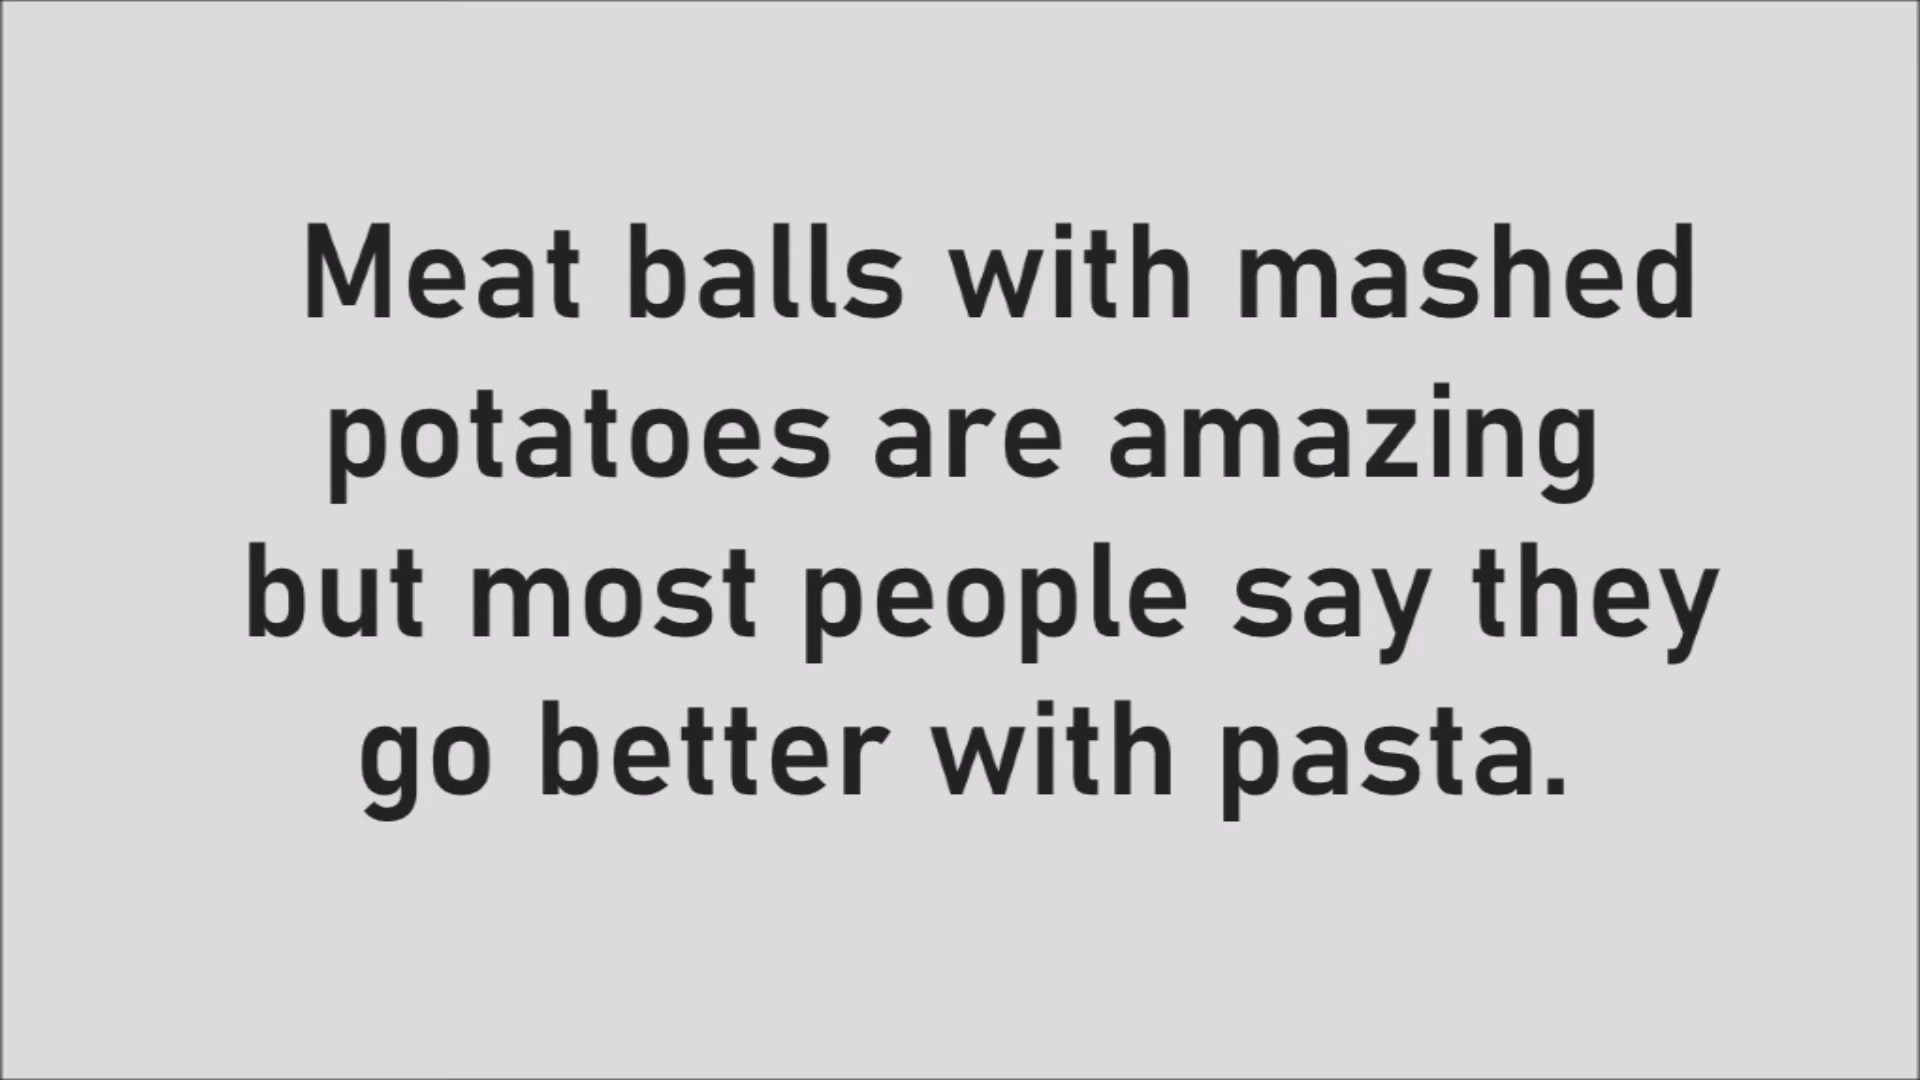 Meat balls with mashed
potatoes are amazing
but most people say they
go better with pasta.